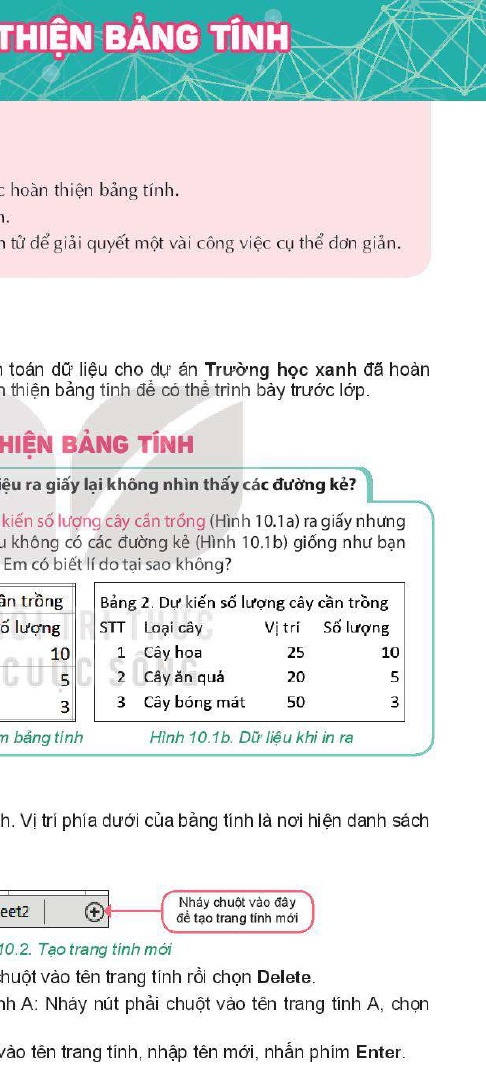 THIỆN BẢNG TÍNH
c hoàn thiện bảng tính.
n.
n tử để giải quyết một vài công việc cụ thể đơn giản.
n toán dữ liệu cho dự án Trường học xanh đã hoàn
n thiện bảng tính để có thể trình bày trước lớp.
HIỆN BẢNG TÍNH
iệu ra giấy lại không nhìn thấy các đường kẻ?
kiến số lượng cây cần trồng (Hình 10.1a) ra giấy nhưng
u không có các đường kẻ (Hình 10.1b) giống như bạn
Em có biết lí do tại sao không?
ần trồng
ố lượng
10
5
3
Bảng 2. Dự kiến số lượng cây cần trồng
STT Loại cây Vị trí Số lượng
1 Cây hoa 25 10
2 Cây ăn quả 20 5
3 Cây bóng mát 50 3
m bảng tính
Hình 10.1b. Dữ liệu khi in ra
NỐI TRI THỨC
CUỘC SỐNG
h. Vị trí phía dưới của bảng tính là nơi hiện danh sách
eet2
Nháy chuột vào đây
để tạo trang tính mới
10.2. Tạo trang tính mới
chuột vào tên trang tính rồi chọn Delete.
nh A: Nháy nút phải chuột vào tên trang tính A, chọn
vào tên trang tính, nhập tên mới, nhấn phím Enter.